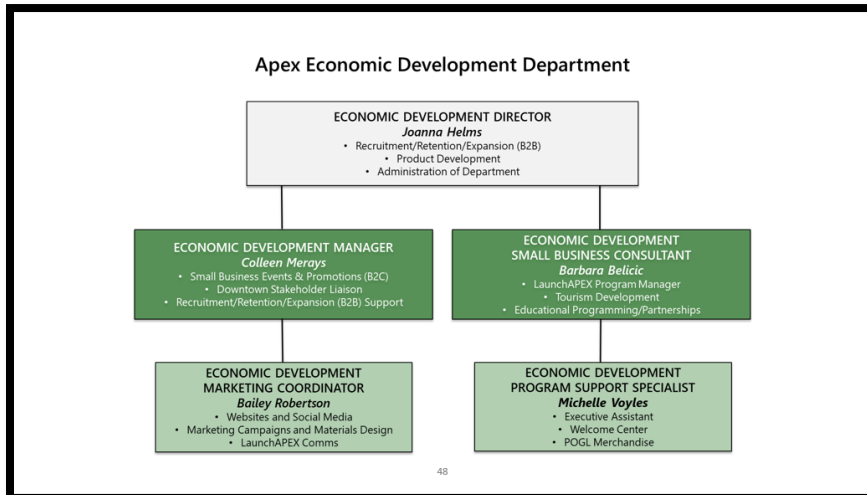 Apex Economic Development Department
ECONOMIC DEVELOPMENT DIRECTOR
Joanna Helms
• Recruitment/Retention/Expansion (B2B)
• Product Development
• Administration of Department
ECONOMIC DEVELOPMENT MANAGER
Colleen Merays
• Small Business Events & Promotions (B2C)
• Downtown Stakeholder Liaison
• Recruitment/Retention/Expansion (B2B) Support
ECONOMIC DEVELOPMENT
SMALL BUSINESS CONSULTANT
Barbara Belicic
• LaunchAPEX Program Manager
• Tourism Development
• Educational Programming/Partnerships
ECONOMIC DEVELOPMENT
MARKETING COORDINATOR
Bailey Robertson
• Websites and Social Media
• Marketing Campaigns and Materials Design
• LaunchAPEX Comms
ECONOMIC DEVELOPMENT
PROGRAM SUPPORT SPECIALIST
Michelle Voyles
• Executive Assistant
• Welcome Center
• POGL Merchandise
48